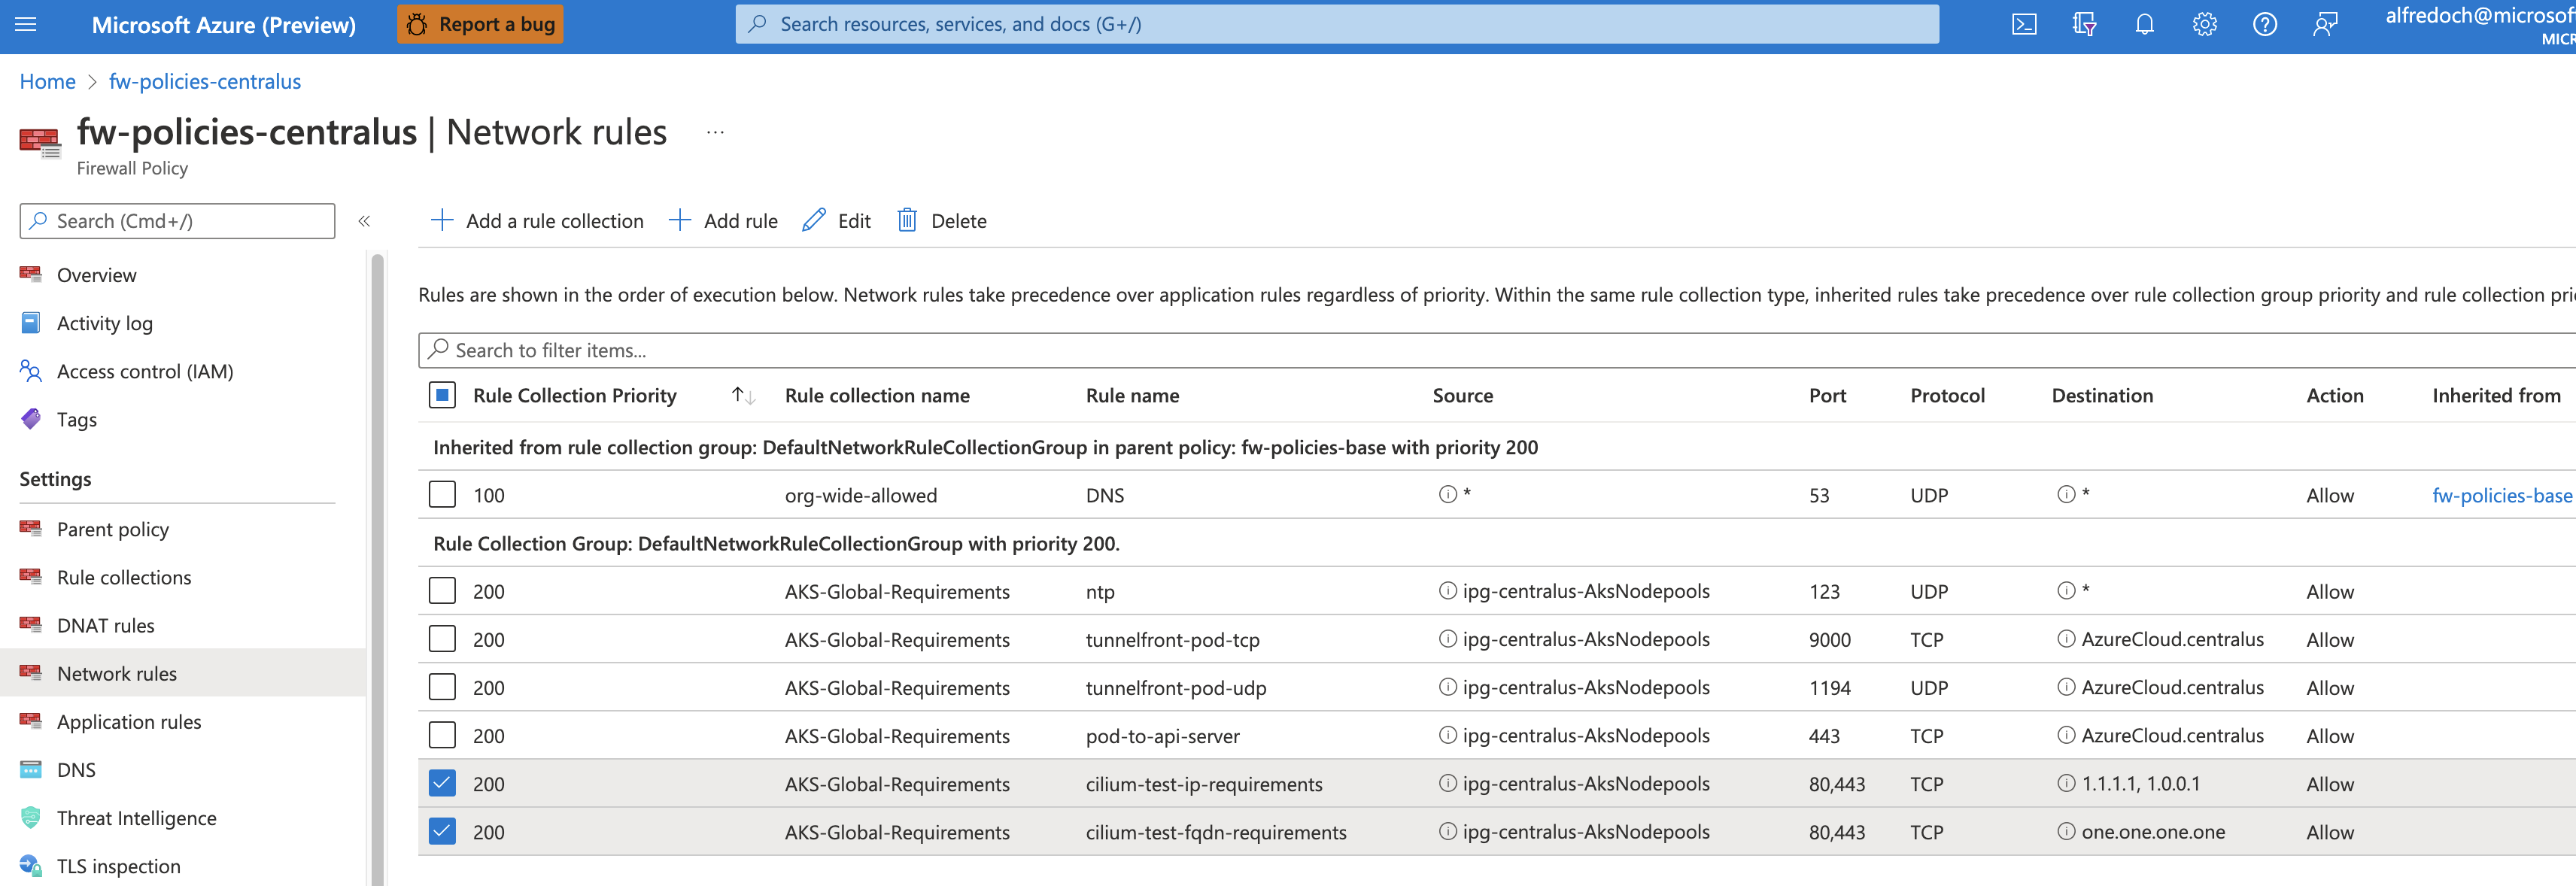 Microsoft Azure (Preview) Report a bug Search resources, services, and docs (G+/) alfredoch@microsoft
MICR
Home > fw-policies-centralus
fw-policies-centralus | Network rules ...
Firewall Policy
Search (Cmd+/) «
Overview
Activity log
Access control (IAM)
Tags
Settings
Parent policy
Rule collections
DNAT rules
Network rules
Application rules
DNS
Threat Intelligence
TLS inspection
Add a rule collection Add rule Edit Delete
Rules are shown in the order of execution below. Network rules take precedence over application rules regardless of priority. Within the same rule collection type, inherited rules take precedence over rule collection group priority and rule collection pri
Search to filter items...
Rule Collection Priority ↑↓ Rule collection name Rule name Source Port Protocol Destination Action Inherited from
Inherited from rule collection group: DefaultNetworkRuleCollectionGroup in parent policy: fw-policies-base with priority 200
100 org-wide-allowed DNS * 53 UDP * Allow fw-policies-base
Rule Collection Group: DefaultNetworkRuleCollectionGroup with priority 200.
200 AKS-Global-Requirements ntp ipg-centralus-AksNodepools 123 UDP * Allow
200 AKS-Global-Requirements tunnelfront-pod-tcp ipg-centralus-AksNodepools 9000 TCP AzureCloud.centralus Allow
200 AKS-Global-Requirements tunnelfront-pod-udp ipg-centralus-AksNodepools 1194 UDP AzureCloud.centralus Allow
200 AKS-Global-Requirements pod-to-api-server ipg-centralus-AksNodepools 443 TCP AzureCloud.centralus Allow
200 AKS-Global-Requirements cilium-test-ip-requirements ipg-centralus-AksNodepools 80,443 TCP 1.1.1.1, 1.0.0.1 Allow
200 AKS-Global-Requirements cilium-test-fqdn-requirements ipg-centralus-AksNodepools 80,443 TCP one.one.one.one Allow